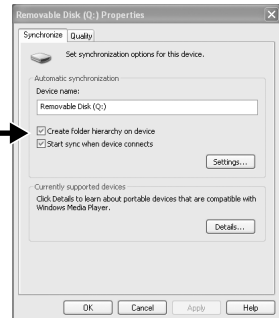 Removable Disk (Q:) Properties
Synchronize Quality
Set synchronization options for this device.
Automatic synchronization
Device name:
Removable Disk (Q:)
Create folder hierarchy on device
Start sync when device connects
Settings...
Currently supported devices
Click Details to learn about portable devices that are compatible with
Windows Media Player.
Details...
OK Cancel Apply Help